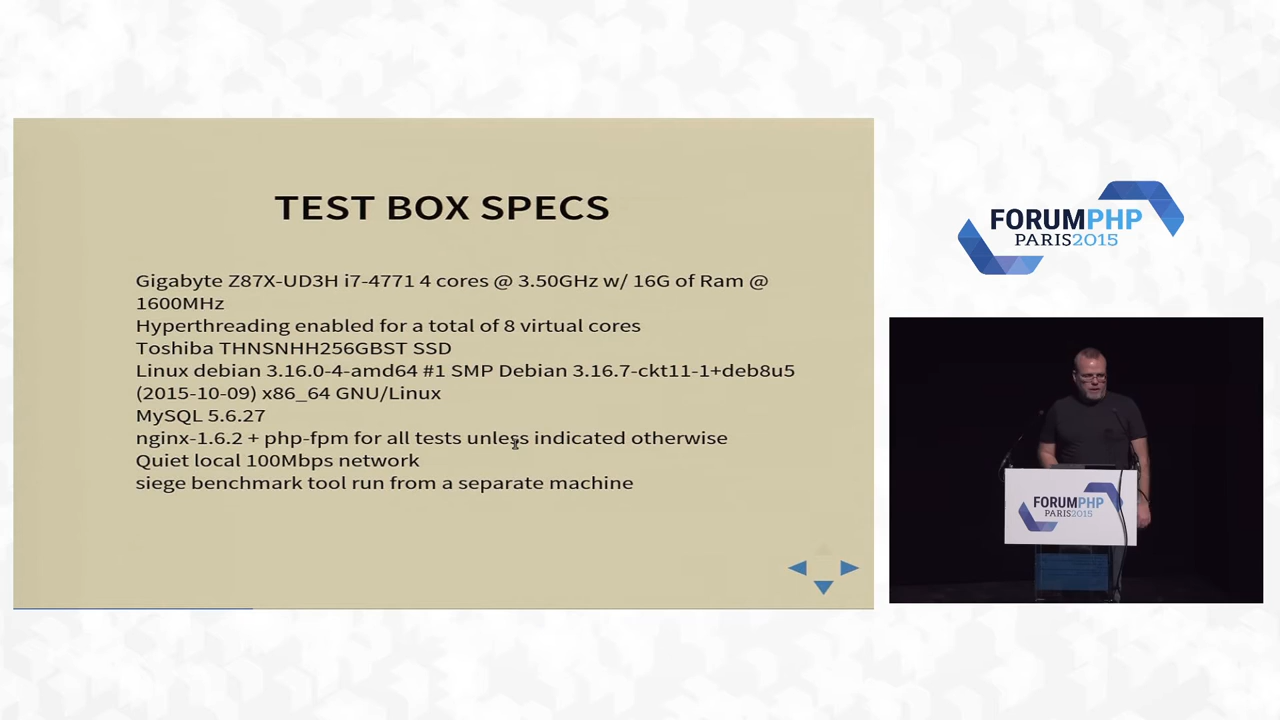 TEST BOX SPECS
Gigabyte Z87X-UD3H i7-4771 4 cores @ 3.50GHz w/ 16G of Ram @
1600MHz
Hyperthreading enabled for a total of 8 virtual cores
Toshiba THNSNHH256GBST SSD
Linux debian 3.16.0-4-amd64 #1 SMP Debian 3.16.7-ckt11-1+deb8u5
(2015-10-09) x86_64 GNU/Linux
MySQL 5.6.27
nginx-1.6.2 + php-fpm for all tests unless indicated otherwise
Quiet local 100Mbps network
siege benchmark tool run from a separate machine
FORUMPHP
PARIS2015
FORUMPHP
PARIS2015